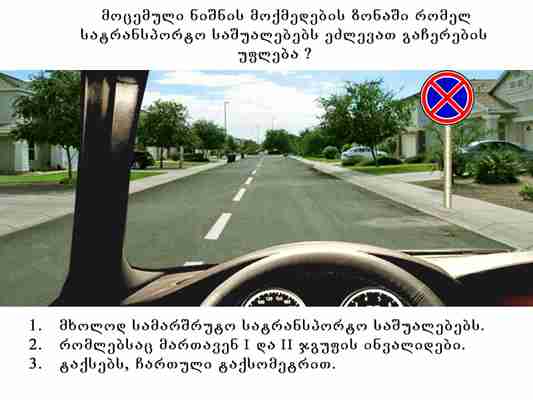 მოცემული ნიშნის მოქმედების ზონაში რომელ
სატრანსპორტო საშუალებებს ეძლევათ გაჩერების
უფლება ?
1. მხოლოდ სამარშრუტო სატრანსპორტო საშუალებებს.
2. რომლებსაც მართავენ I და II ჯგუფის ინვალიდები.
3. ტაქსებს, ჩართული ტაქსომეტრით.